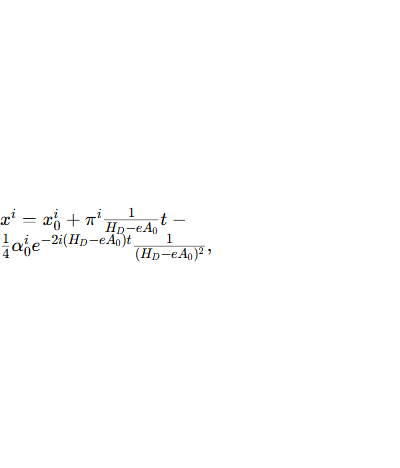 $x^i = x_0^i + \pi^i \frac{1}{H_D - eA_0} t -$
$\frac{1}{4} \alpha_0^i e^{-2i(H_D - eA_0)t} \frac{1}{(H_D - eA_0)^2},$